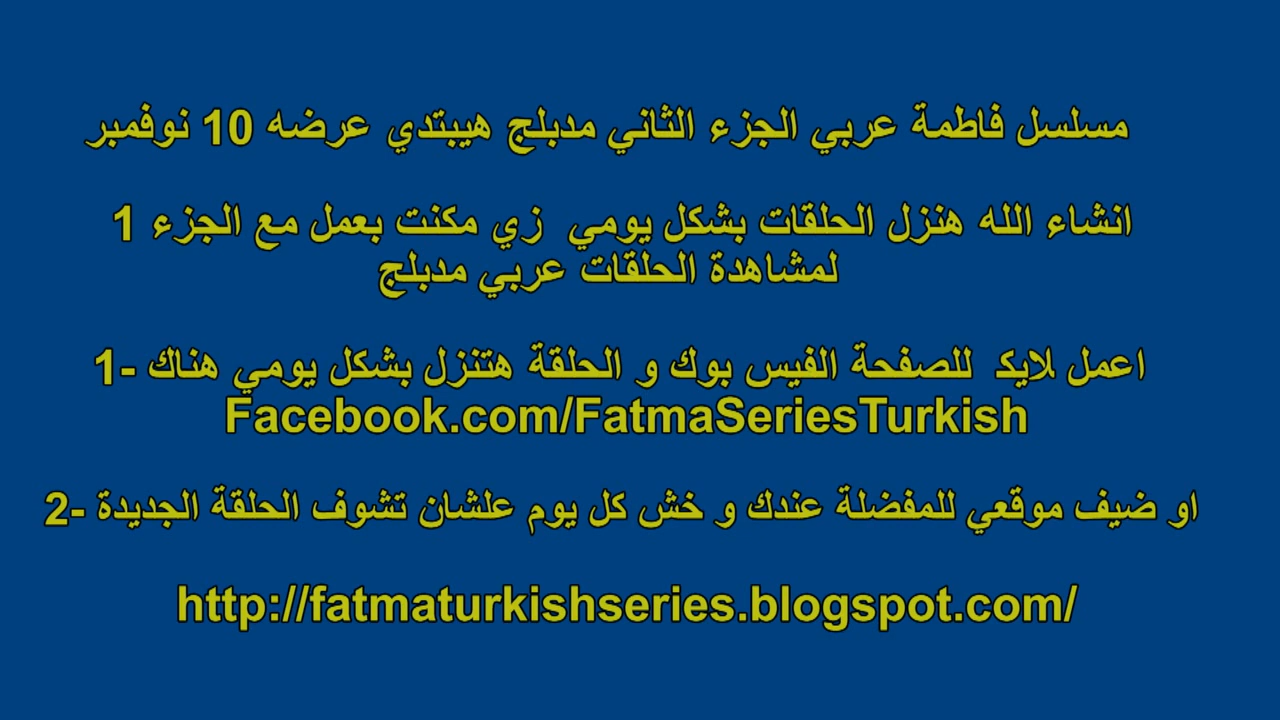 مسلسل فاطمة عربي الجزء الثاني مدبلج هيبتدي عرضه 10 نوفمبر
انشاء الله هنزل الحلقات بشكل يومي  زي مكنت بعمل مع الجزء 1
لمشاهدة الحلقات عربي مدبلج
اعمل لايك  للصفحة الفيس بوك و الحلقة هتنزل بشكل يومي هناك -1
Facebook.com/FatmaSeriesTurkish
او ضيف موقعي للمفضلة عندك و خش كل يوم علشان تشوف الحلقة الجديدة -2
http://fatmaturkishseries.blogspot.com/